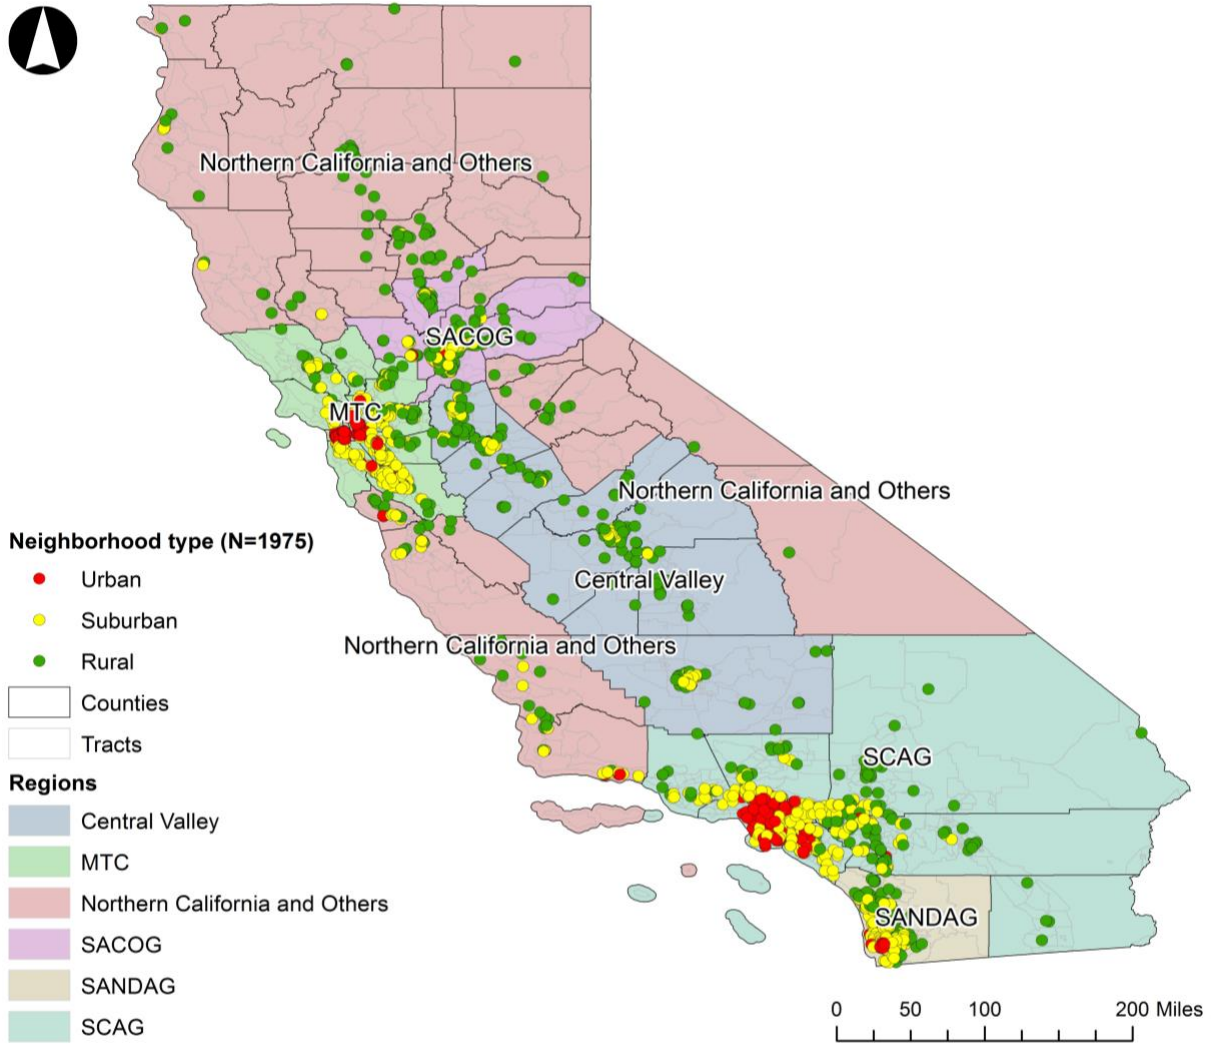 Northern California and Others
SACOG
MTC
Northern California and Others
Central Valley
Northern California and Others
SCAG
SANDAG
Neighborhood type (N=1975)
Urban
Suburban
Rural
Counties
Tracts
Regions
Central Valley
MTC
Northern California and Others
SACOG
SANDAG
SCAG
0 50 100 200 Miles